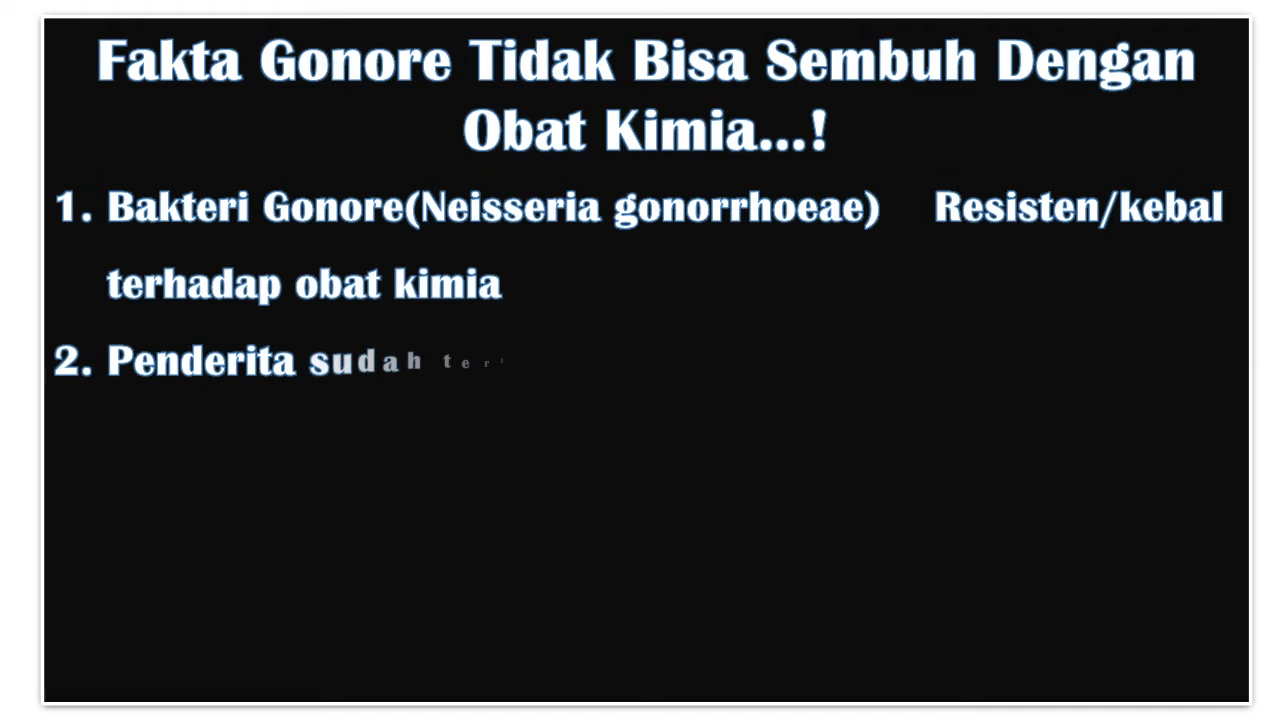 Fakta Gonore Tidak Bisa Sembuh Dengan
Obat Kimia...!
1. Bakteri Gonore(Neisseria gonorrhoeae) Resisten/kebal
terhadap obat kimia
2. Penderita sudah